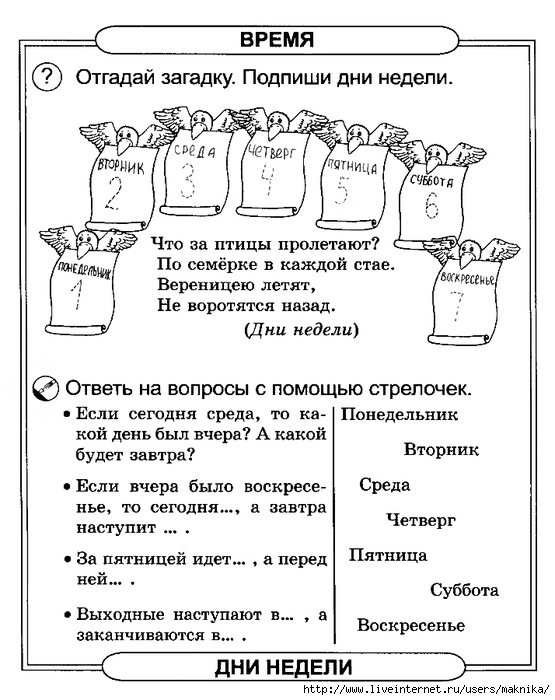 ВРЕМЯ
? Отгадай загадку. Подпиши дни недели.
ПОНЕДЕЛЬНИК
1
ВТОРНИК
2
СРЕДА
3
ЧЕТВЕРГ
4
ПЯТНИЦА
5
СУББОТА
6
ВОСКРЕСЕНЬЕ
7
Что за птицы пролетают?
По семёрке в каждой стае.
Вереницею летят,
Не воротятся назад.
(Дни недели)
Ответь на вопросы с помощью стрелочек.
• Если сегодня среда, то ка-
кой день был вчера? А какой
будет завтра?
• Если вчера было воскресе-
нье, то сегодня..., а завтра
наступит ... .
• За пятницей идет... , а перед
ней... .
• Выходные наступают в... , а
заканчиваются в... .
Понедельник
Вторник
Среда
Четверг
Пятница
Суббота
Воскресенье
ДНИ НЕДЕЛИ
http://www.liveinternet.ru/users/maknika/